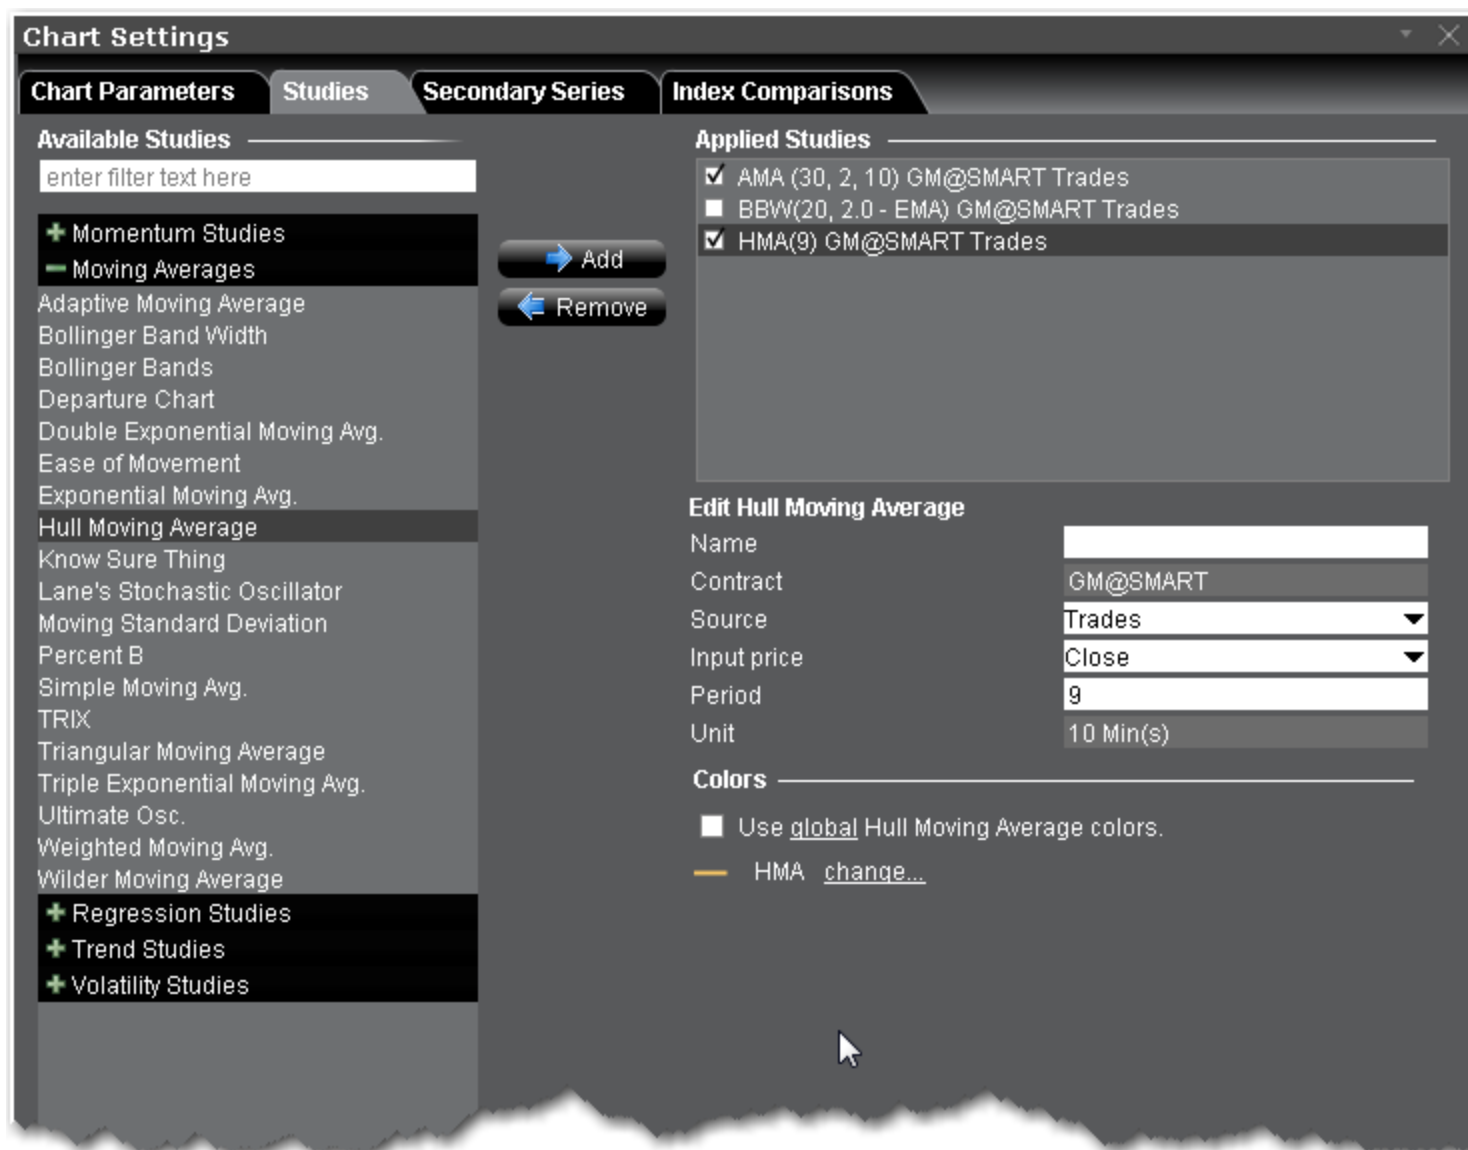 Chart Settings
Chart Parameters
Studies
Secondary Series
Index Comparisons
Available Studies
enter filter text here
Momentum Studies
Moving Averages
Adaptive Moving Average
Bollinger Band Width
Bollinger Bands
Departure Chart
Double Exponential Moving Avg.
Ease of Movement
Exponential Moving Avg.
Hull Moving Average
Know Sure Thing
Lane's Stochastic Oscillator
Moving Standard Deviation
Percent B
Simple Moving Avg.
TRIX
Triangular Moving Average
Triple Exponential Moving Avg.
Ultimate Osc.
Weighted Moving Avg.
Wilder Moving Average
Regression Studies
Trend Studies
Volatility Studies
Add
Remove
Applied Studies
AMA (30, 2, 10) GM@SMART Trades
BBW(20, 2.0 - EMA) GM@SMART Trades
HMA(9) GM@SMART Trades
Edit Hull Moving Average
Name
Contract GM@SMART
Source Trades
Input price Close
Period 9
Unit 10 Min(s)
Colors
Use global Hull Moving Average colors.
HMA change...